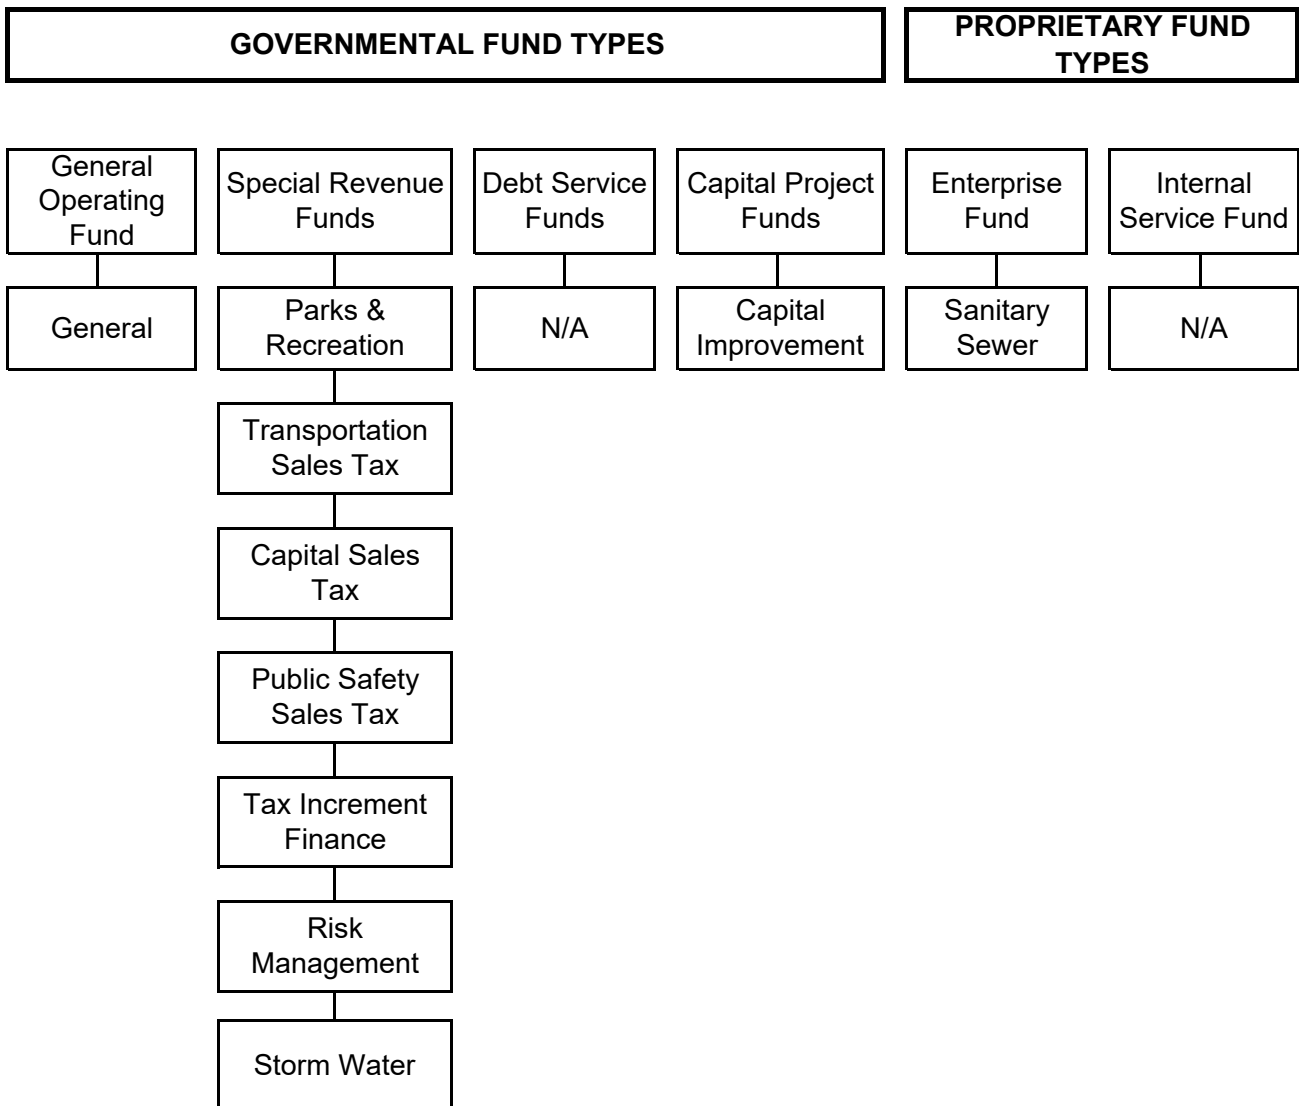 GOVERNMENTAL FUND TYPES
PROPRIETARY FUND
TYPES
General
Operating
Fund
Special Revenue
Funds
Debt Service
Funds
Capital Project
Funds
Enterprise
Fund
Internal
Service Fund
General
Parks &
Recreation
N/A
Capital
Improvement
Sanitary
Sewer
N/A
Transportation
Sales Tax
Capital Sales
Tax
Public Safety
Sales Tax
Tax Increment
Finance
Risk
Management
Storm Water